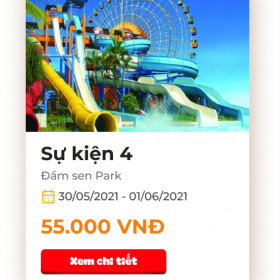 Sự kiện 4
Đầm sen Park
30/05/2021 - 01/06/2021
55.000 VNĐ
Xem chi tiết